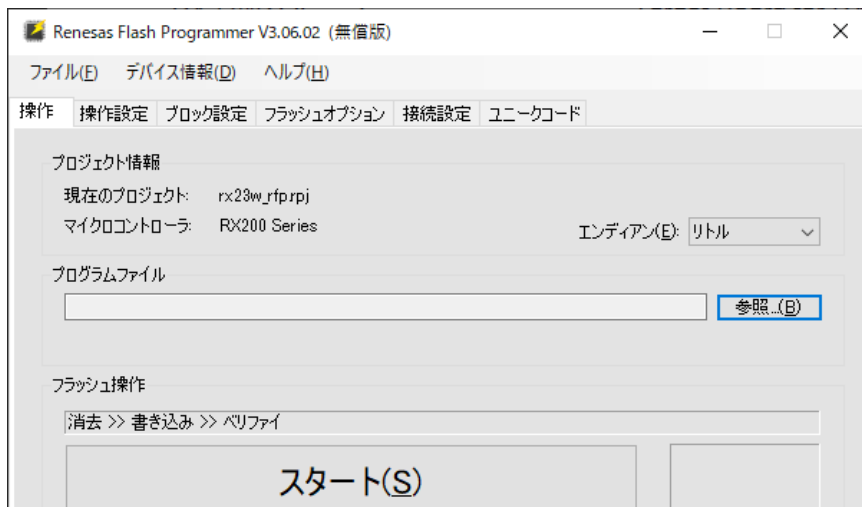 Renesas Flash Programmer V3.06.02 (無償版)
ファイル(F) デバイス情報(D) ヘルプ(H)
操作 操作設定 ブロック設定 フラッシュオプション 接続設定 ユニークコード
プロジェクト情報
現在のプロジェクト: rx23w_rfp.rpj
マイクロコントローラ: RX200 Series
エンディアン(E): リトル
プログラムファイル
参照...(B)
フラッシュ操作
消去 >> 書き込み >> ベリファイ
スタート(S)